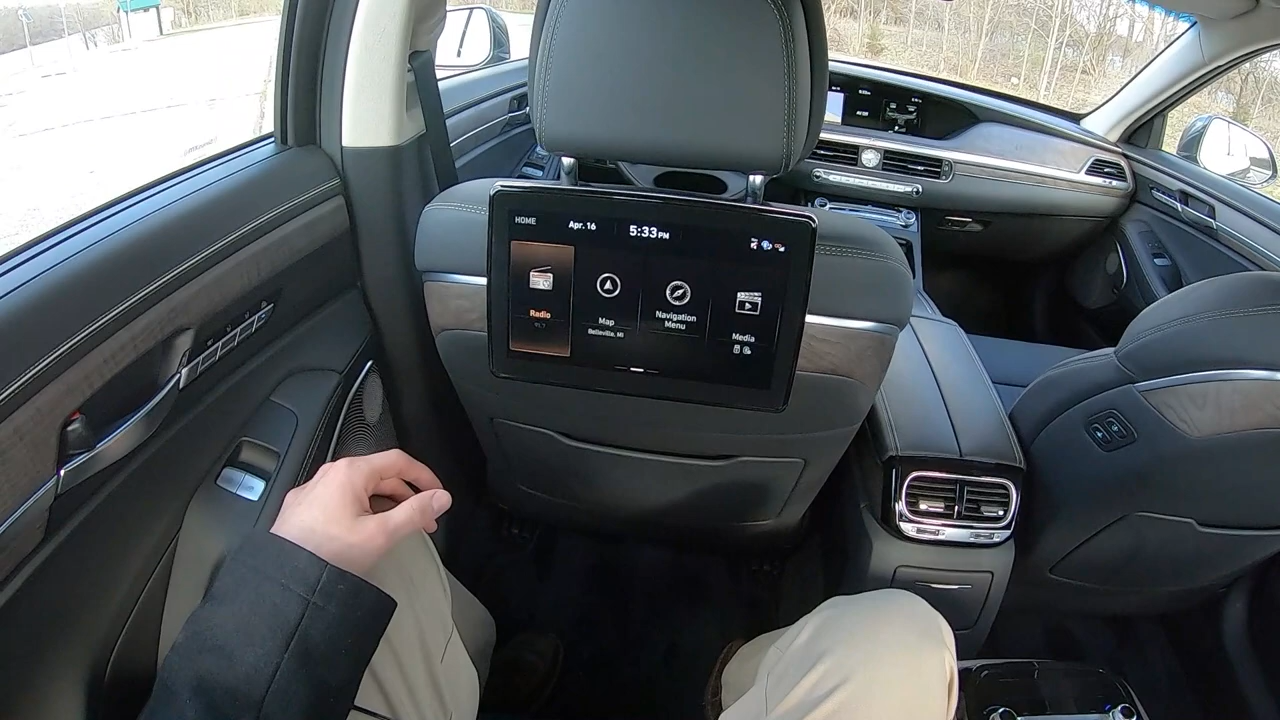 HOME
Apr. 16
5:33 PM
Radio
Map
Belleville, MI
Navigation
Menu
Media